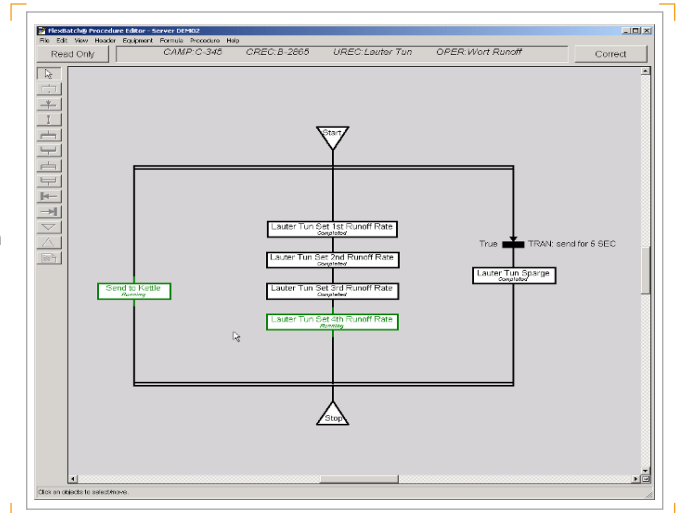 FlexBatch@ Procedure Editor - Server DEM02
File Edit View Header Equipment Formula Procedure Help
Read Only
CAMP:C-345 CREC:B-2865 UREC:Lauter Tun OPER:Wort Runoff
Correct
Start
Lauter Tun Set 1st Runoff Rate
Completed
True TRAN: send for 5 SEC
Lauter Tun Set 2nd Runoff Rate
Completed
Lauter Tun Sparge
Completed
Send to Kettle
Running
Lauter Tun Set 3rd Runoff Rate
Completed
Lauter Tun Set 4th Runoff Rate
Running
Stop
Click on objects to select/move.